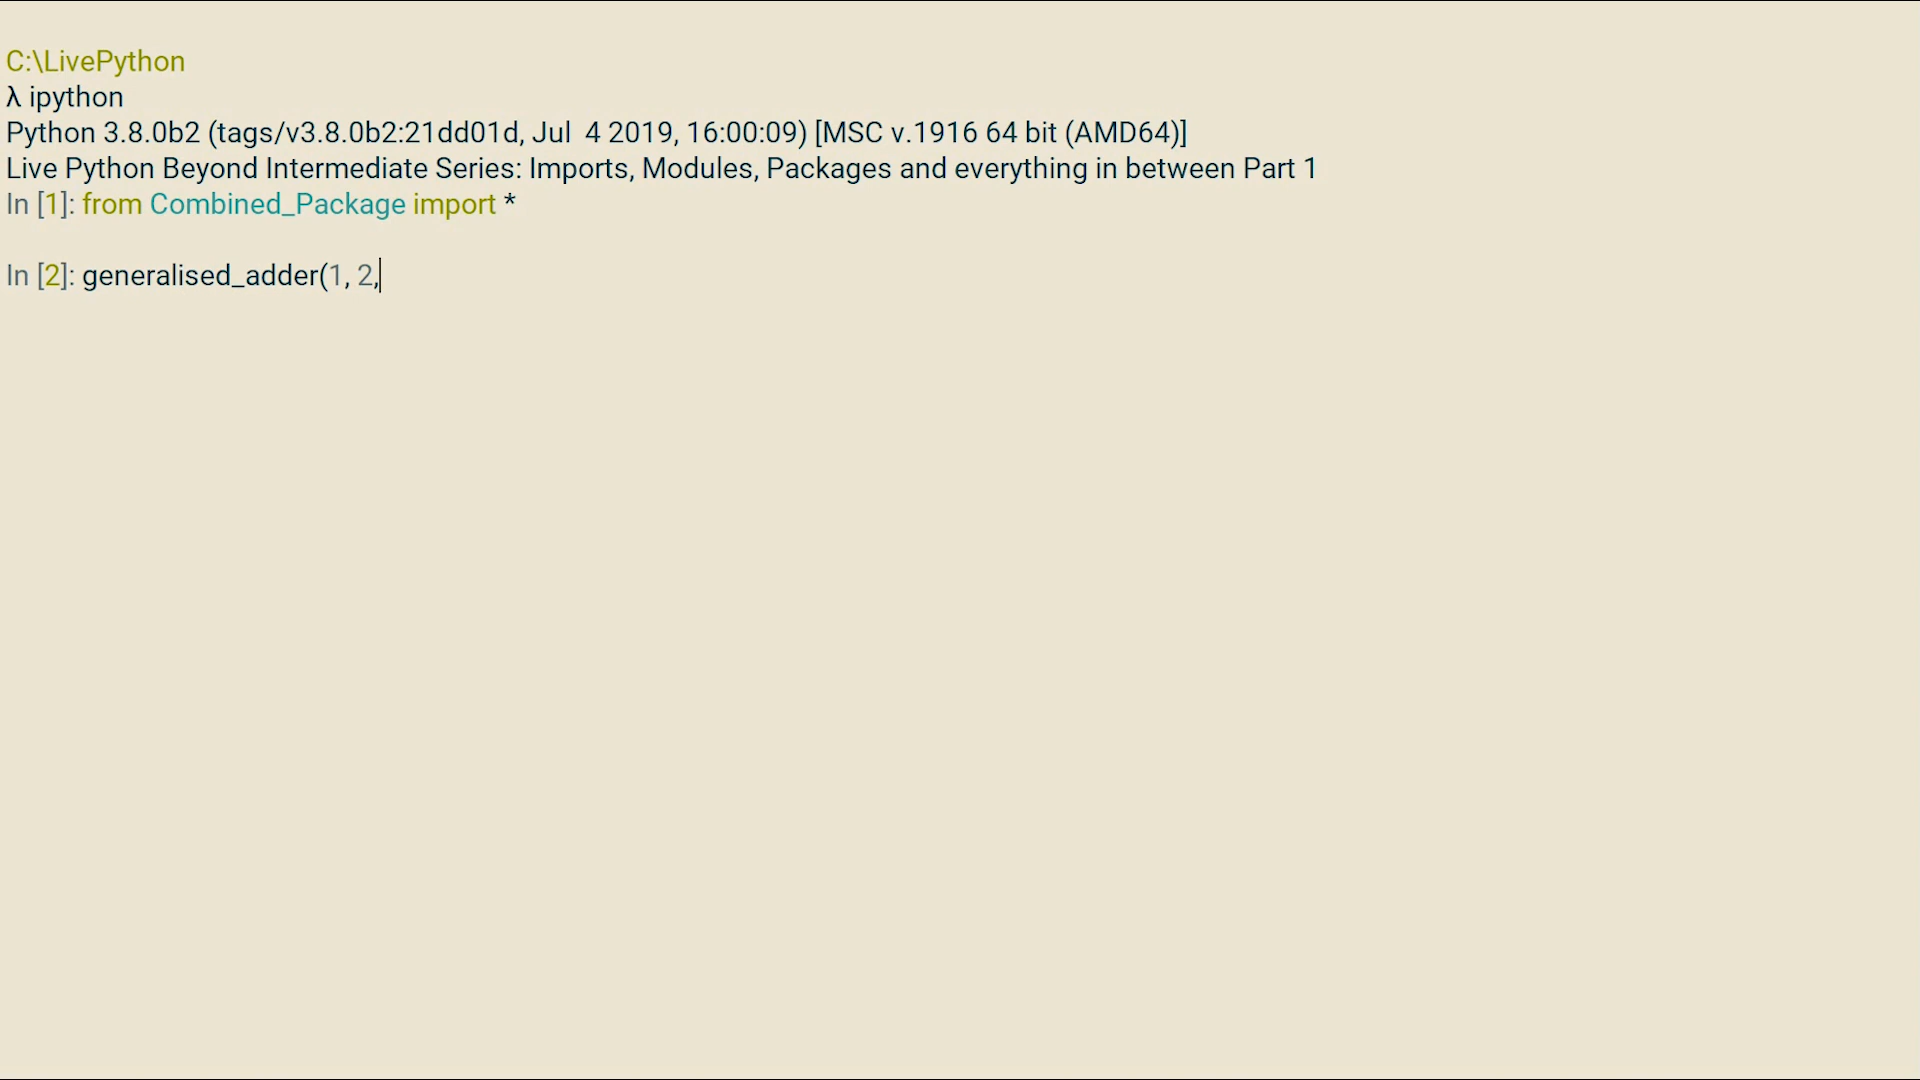 C:\LivePython
λ ipython
Python 3.8.0b2 (tags/v3.8.0b2:21dd01d, Jul  4 2019, 16:00:09) [MSC v.1916 64 bit (AMD64)]
Live Python Beyond Intermediate Series: Imports, Modules, Packages and everything in between Part 1
In [1]: from Combined_Package import *
In [2]: generalised_adder(1, 2,